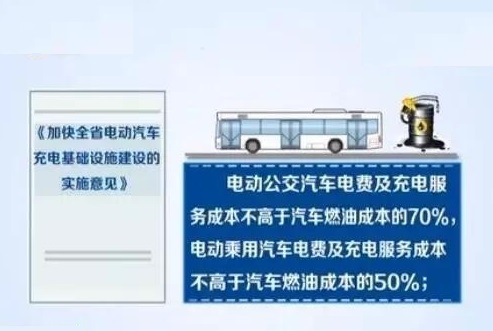 《加快全省电动汽车
充电基础设施建设的
实施意见》
电动公交汽车电费及充电服
务成本不高于汽车燃油成本的70%，
电动乘用汽车电费及充电服务成本
不高于汽车燃油成本的50%；